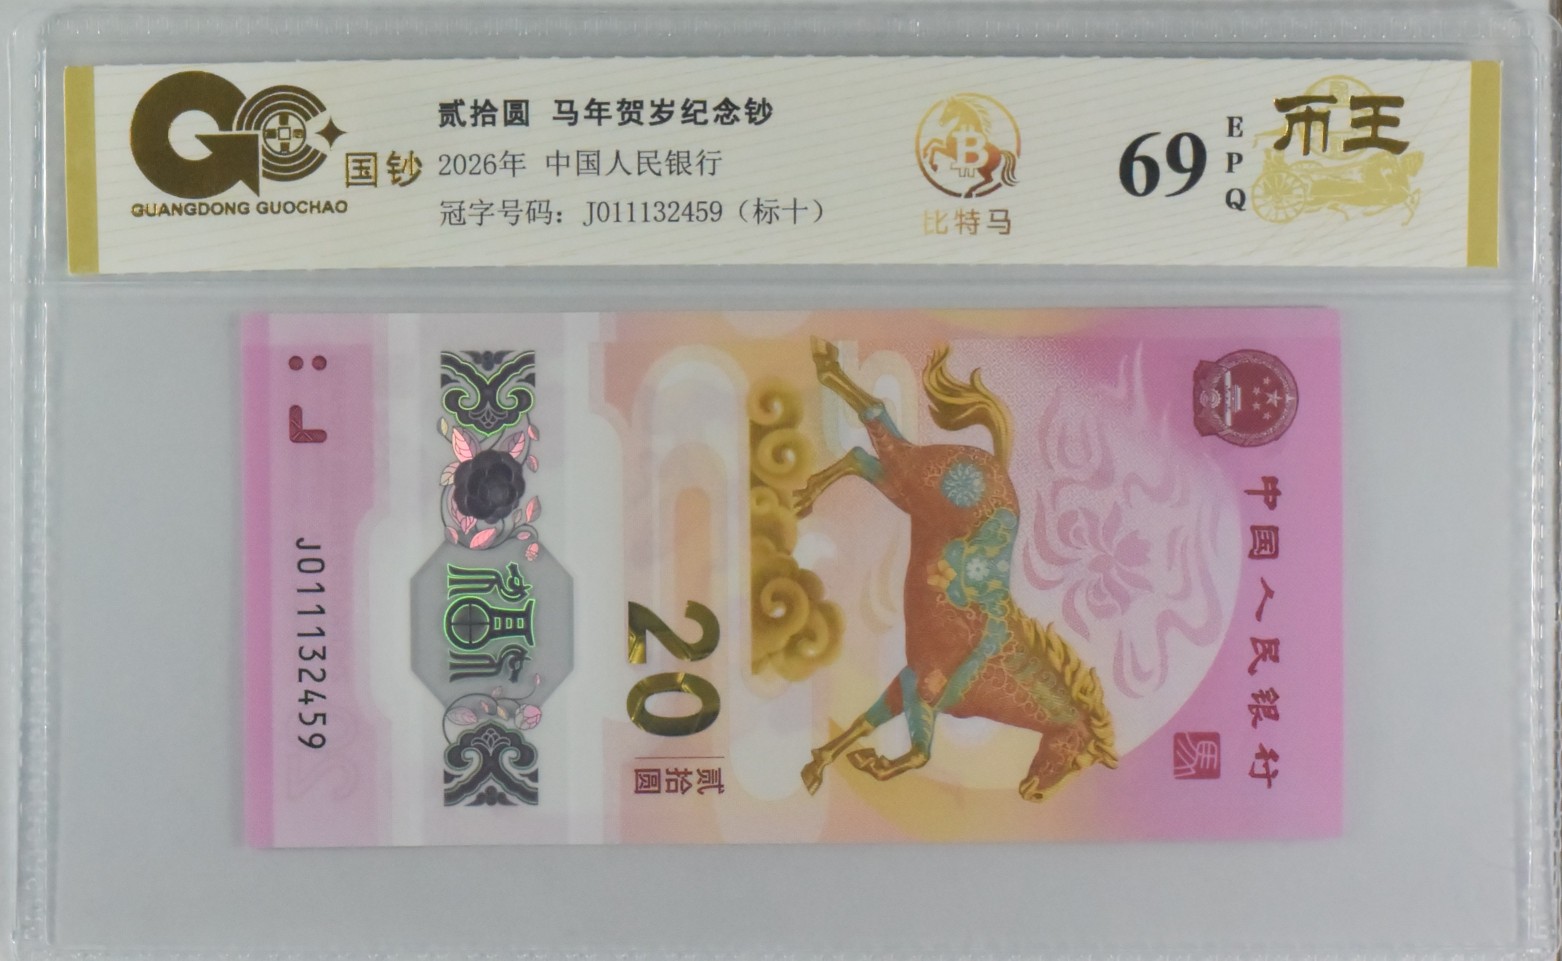 国钞
GUANGDONG GUOCHAO
贰拾圆 马年贺岁纪念钞
2026年 中国人民银行
冠字号码：J011132459（标十）
比特马
69
EPQ
币王
中国人民银行
马
20
贰拾圆
J011132459